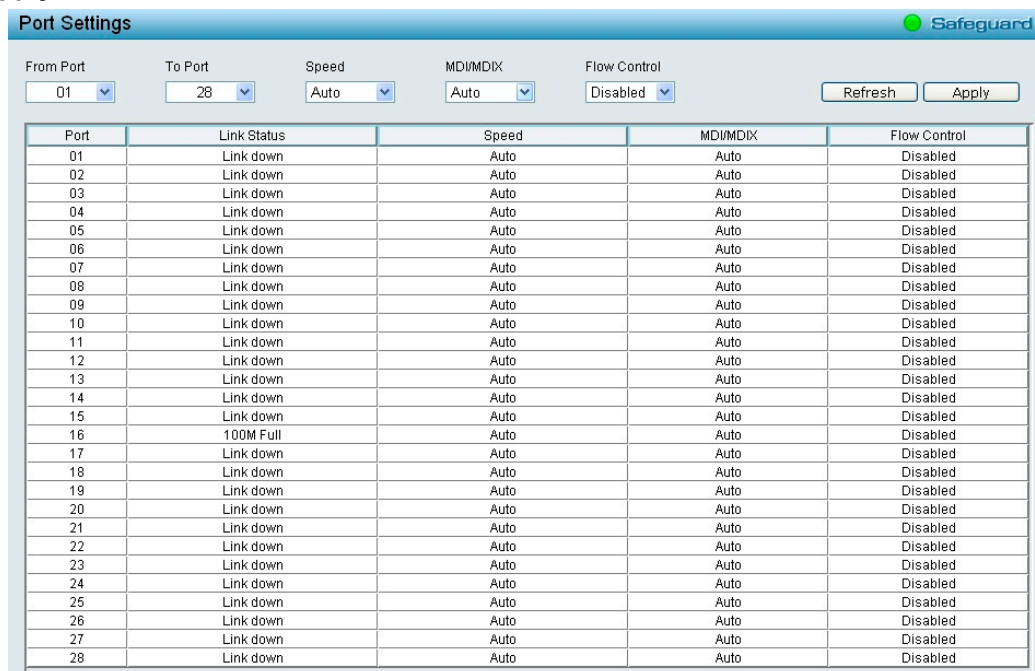 Port Settings Safeguard
From Port To Port Speed MDI/MDIX Flow Control
01 28 Auto Auto Disabled Refresh Apply
Port Link Status Speed MDI/MDIX Flow Control
01 Link down Auto Auto Disabled
02 Link down Auto Auto Disabled
03 Link down Auto Auto Disabled
04 Link down Auto Auto Disabled
05 Link down Auto Auto Disabled
06 Link down Auto Auto Disabled
07 Link down Auto Auto Disabled
08 Link down Auto Auto Disabled
09 Link down Auto Auto Disabled
10 Link down Auto Auto Disabled
11 Link down Auto Auto Disabled
12 Link down Auto Auto Disabled
13 Link down Auto Auto Disabled
14 Link down Auto Auto Disabled
15 Link down Auto Auto Disabled
16 100M Full Auto Auto Disabled
17 Link down Auto Auto Disabled
18 Link down Auto Auto Disabled
19 Link down Auto Auto Disabled
20 Link down Auto Auto Disabled
21 Link down Auto Auto Disabled
22 Link down Auto Auto Disabled
23 Link down Auto Auto Disabled
24 Link down Auto Auto Disabled
25 Link down Auto Auto Disabled
26 Link down Auto Auto Disabled
27 Link down Auto Auto Disabled
28 Link down Auto Auto Disabled